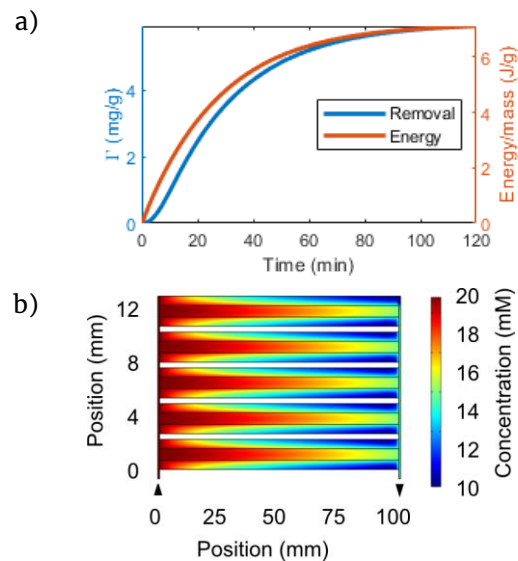 a)
Γ (mg/g)
4
2
0
Removal
Energy
6
4
2
0
Energy/mass (J/g)
0 20 40 60 80 100 120
Time (min)
b)
Position (mm)
12
8
4
0
0 25 50 75 100
Position (mm)
20
18
16
14
12
10
Concentration (mM)